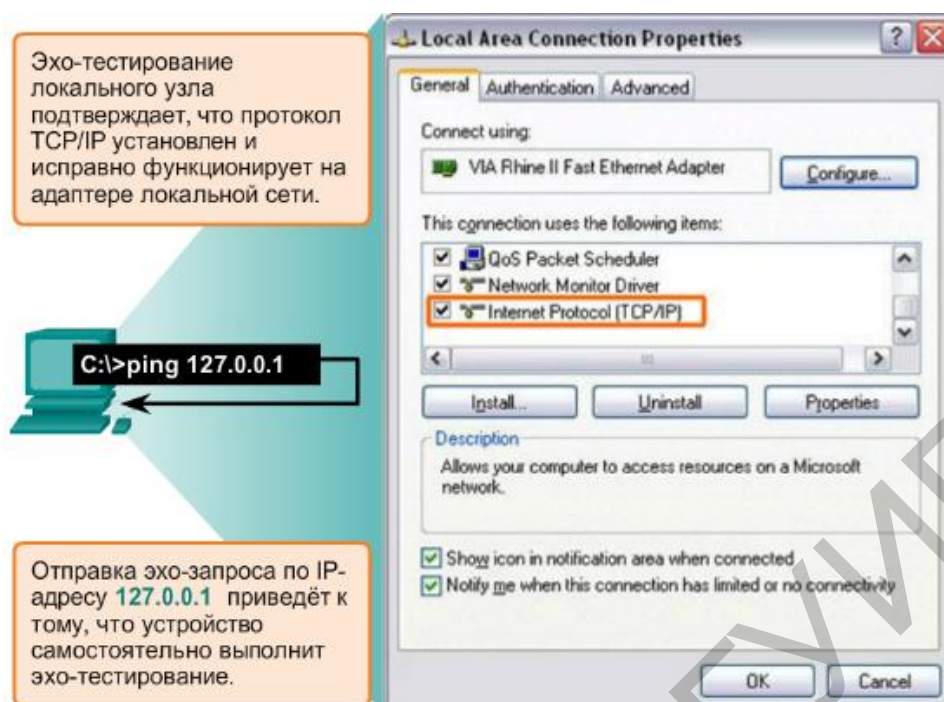 Эхо-тестирование
локального узла
подтверждает, что протокол
TCP/IP установлен и
исправно функционирует на
адаптере локальной сети.
C:\>ping 127.0.0.1
Отправка эхо-запроса по IP-
адресу 127.0.0.1 приведёт к
тому, что устройство
самостоятельно выполнит
эхо-тестирование.
Local Area Connection Properties
General Authentication Advanced
Connect using:
VIA Rhine II Fast Ethernet Adapter
Configure...
This connection uses the following items:
QoS Packet Scheduler
Network Monitor Driver
Internet Protocol (TCP/IP)
Install... Uninstall Properties
Description
Allows your computer to access resources on a Microsoft
network.
Show icon in notification area when connected
Notify me when this connection has limited or no connectivity
OK Cancel